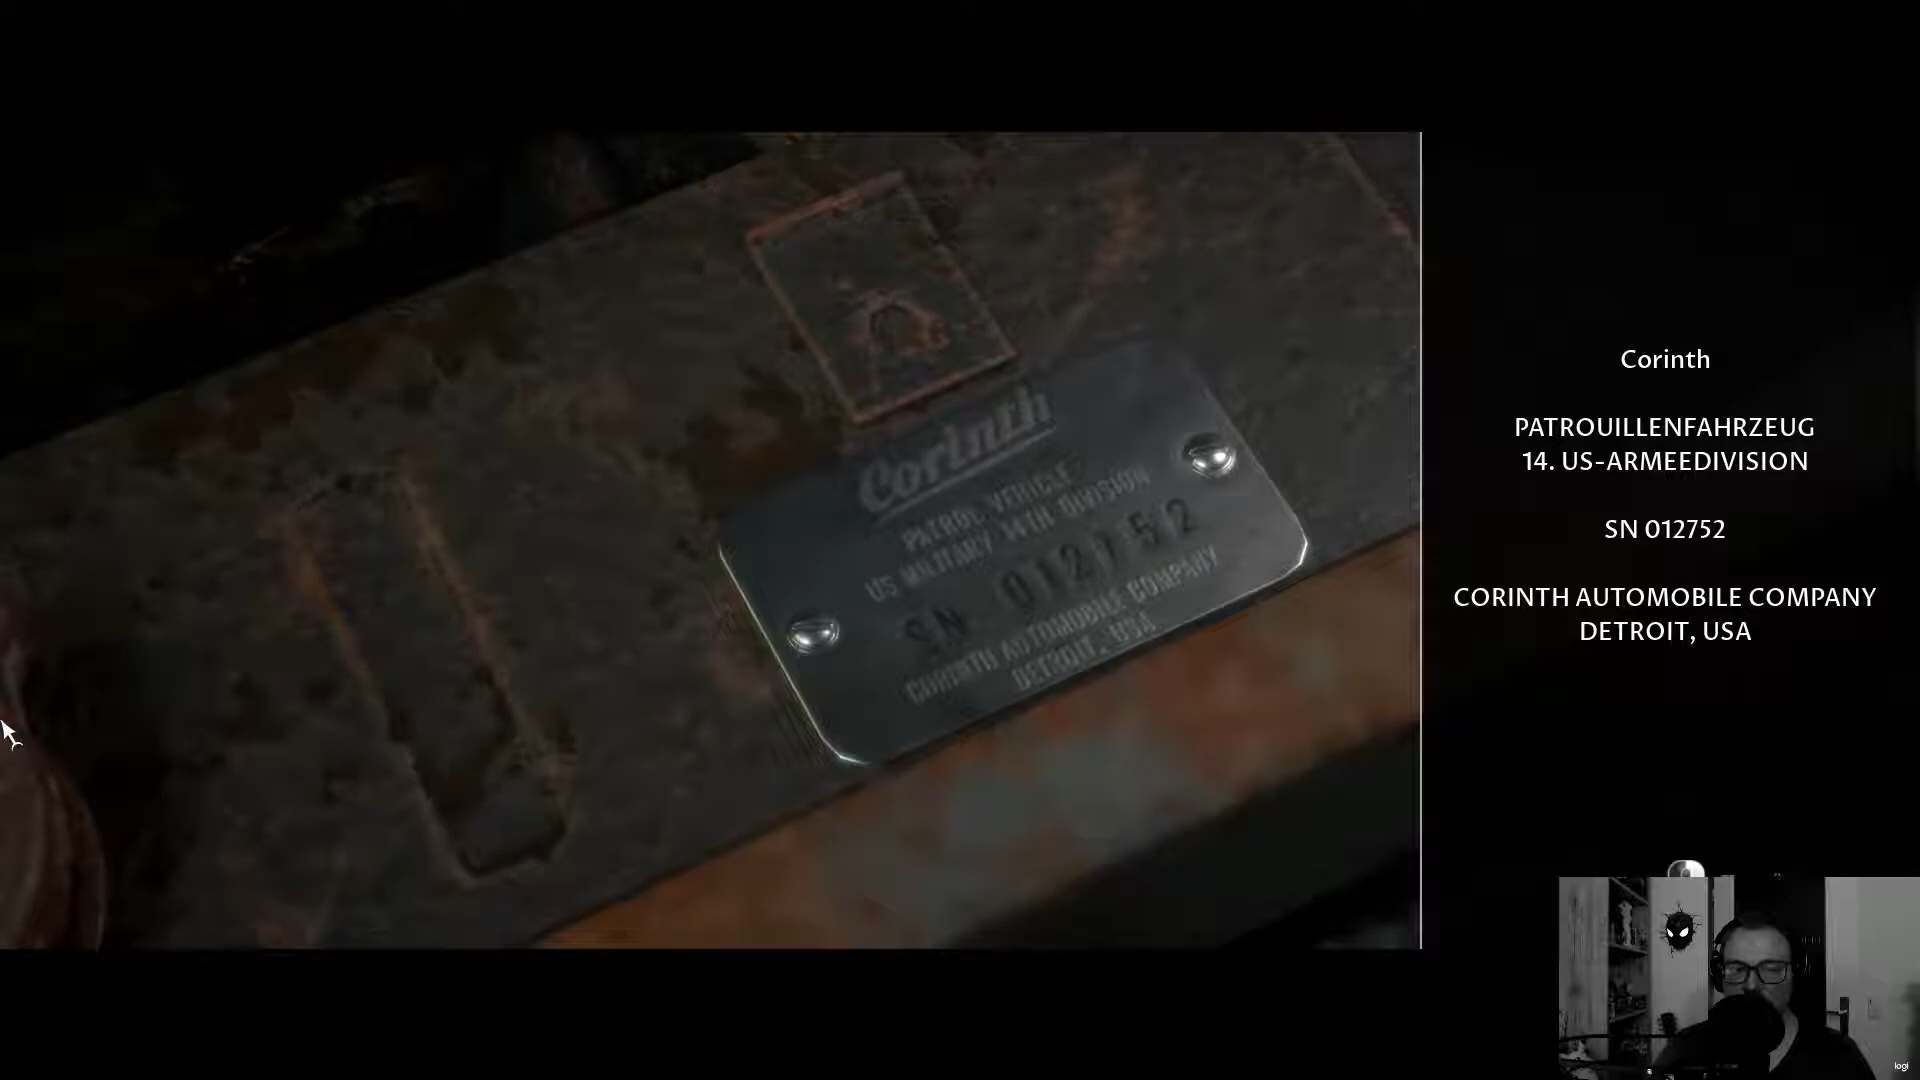 Corinth
PATROL VEHICLE
US MILITARY 14TH DIVISION
SN 012752
CORINTH AUTOMOBILE COMPANY
DETROIT, USA
Corinth
PATROUILLENFAHRZEUG
14. US-ARMEEDIVISION
SN 012752
CORINTH AUTOMOBILE COMPANY
DETROIT, USA
logi